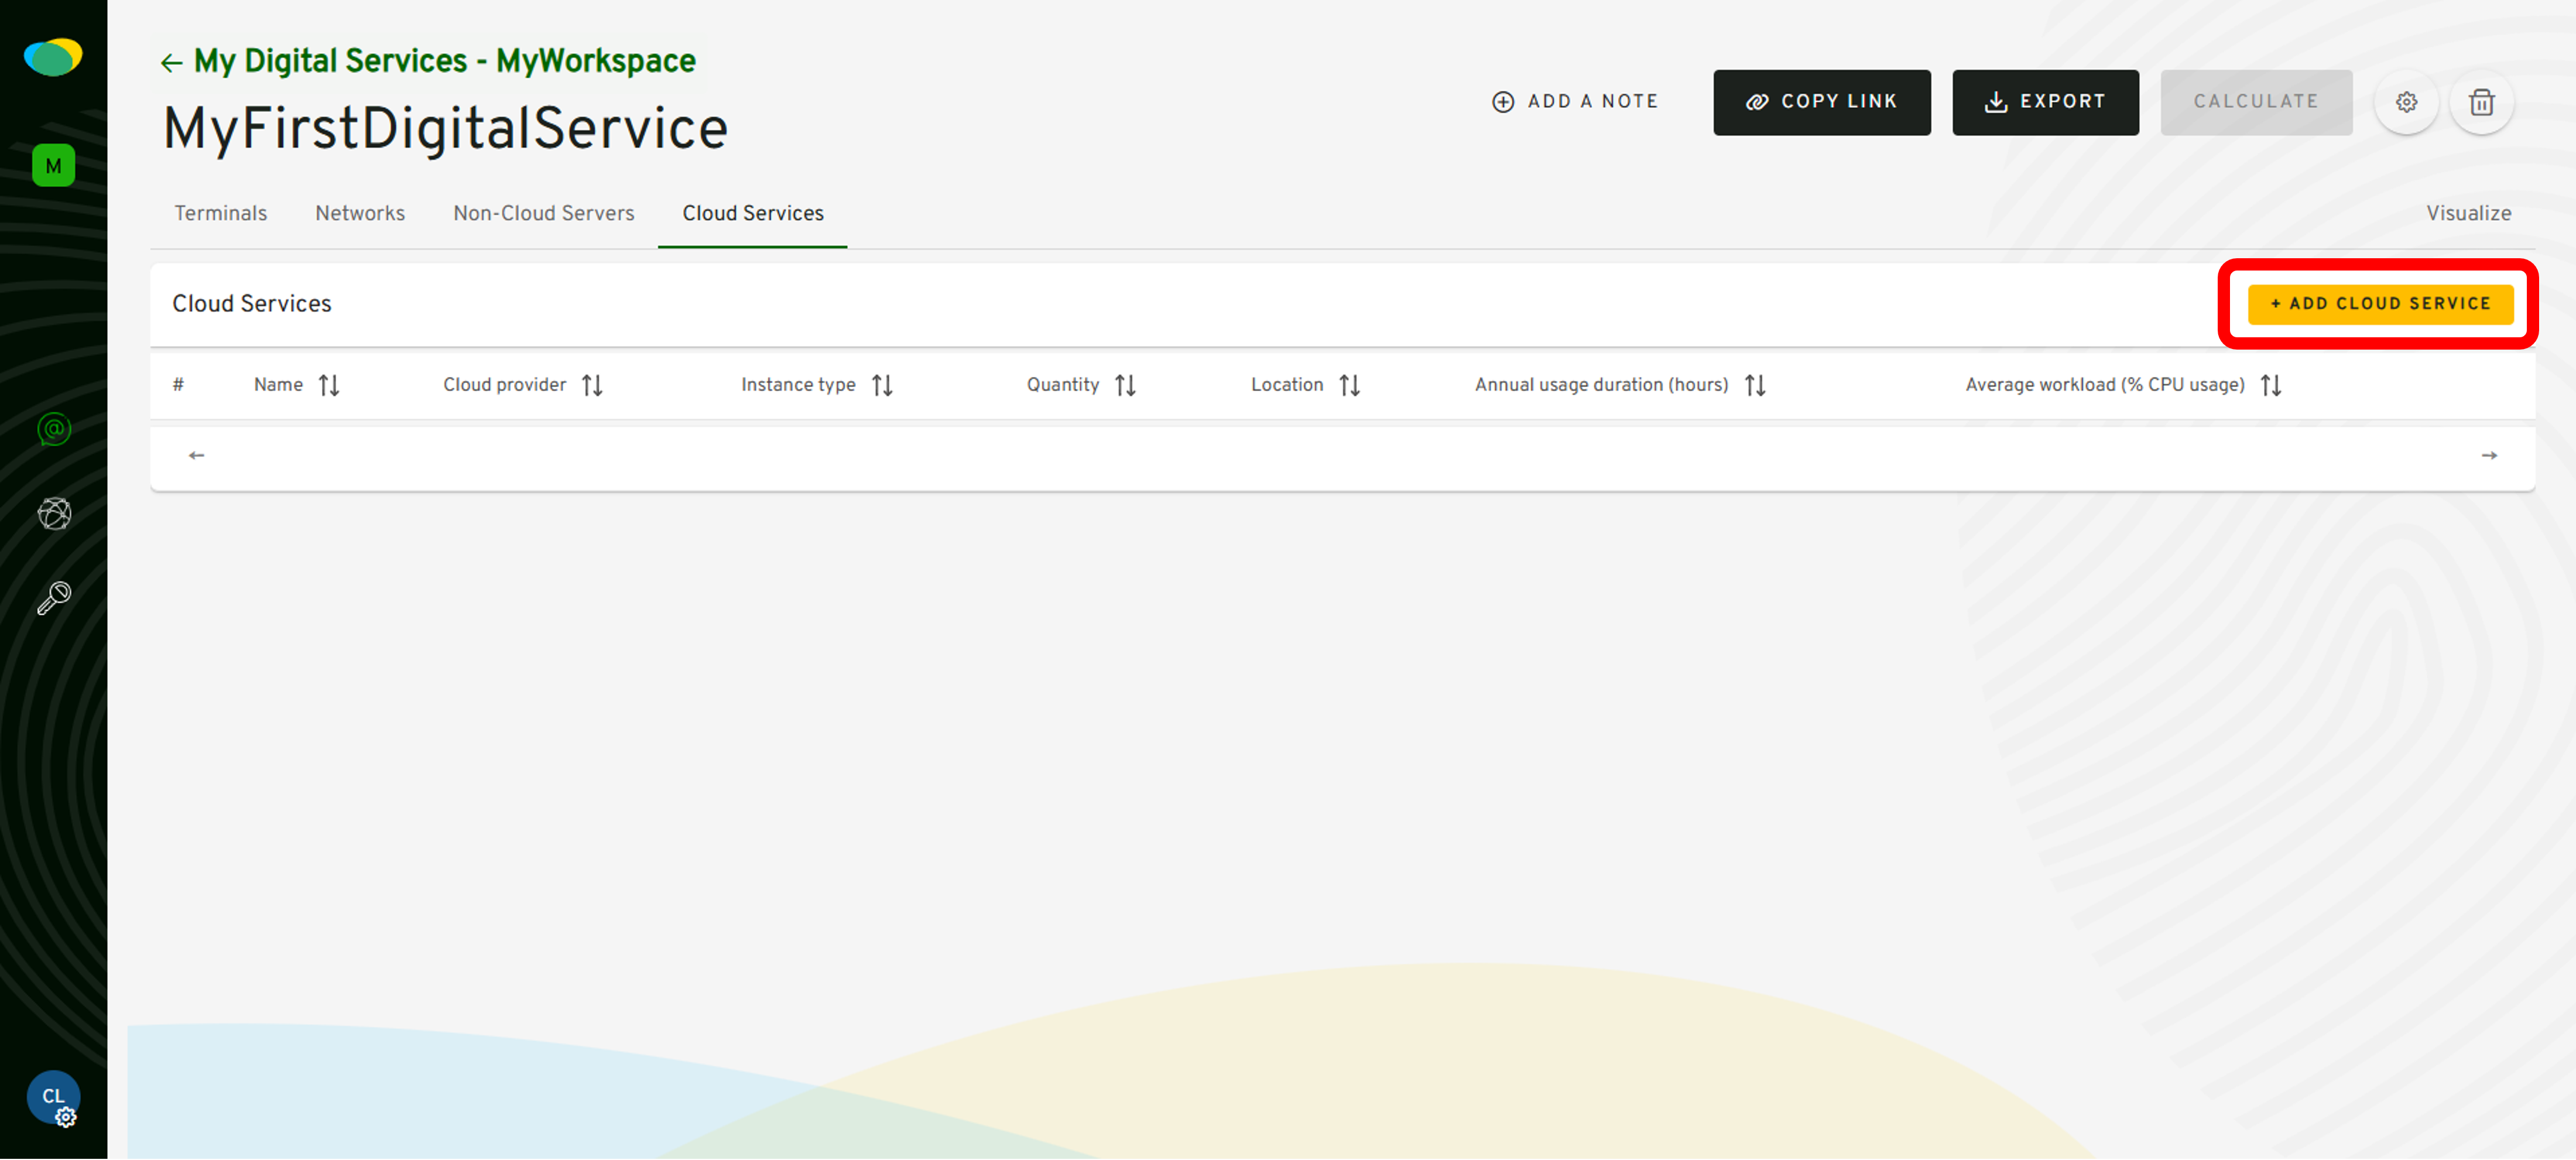 ← My Digital Services - MyWorkspace
MyFirstDigitalService
ADD A NOTE
COPY LINK
EXPORT
CALCULATE
M
Terminals
Networks
Non-Cloud Servers
Cloud Services
Visualize
Cloud Services
+ ADD CLOUD SERVICE
# Name Cloud provider Instance type Quantity Location Annual usage duration (hours) Average workload (% CPU usage)
← →
CL